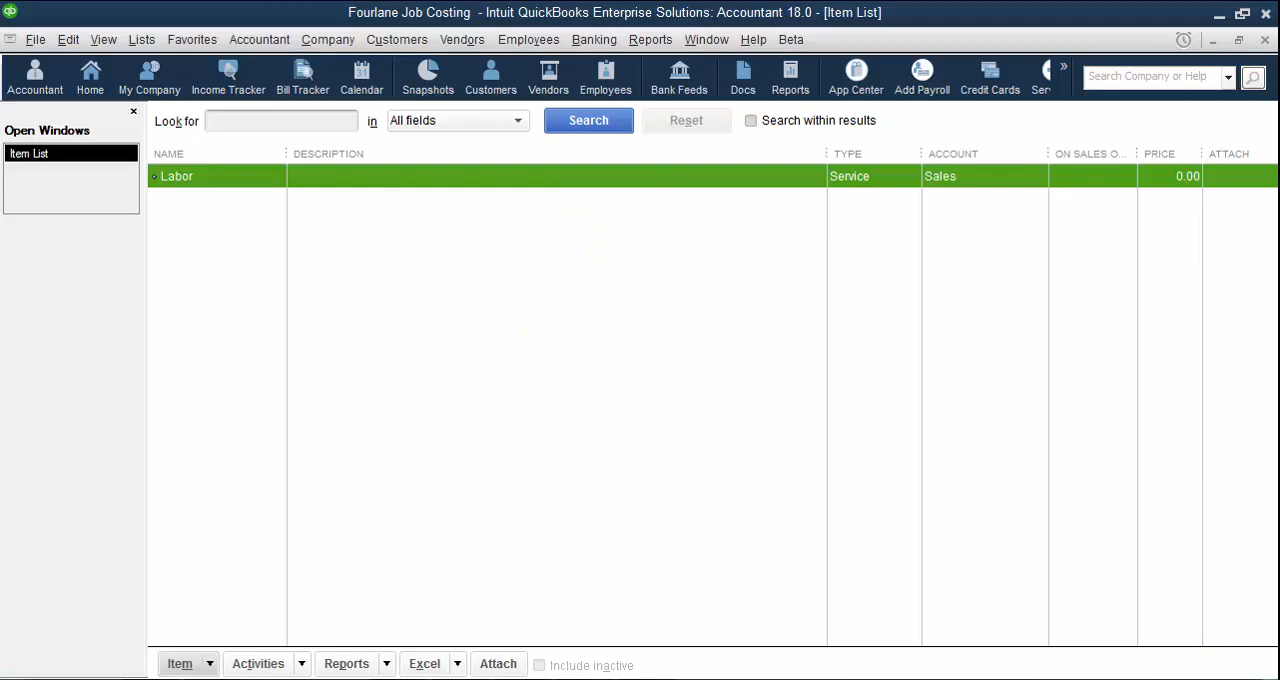 qb Fourlane Job Costing - Intuit QuickBooks Enterprise Solutions: Accountant 18.0 - [Item List]
File Edit View Lists Favorites Accountant Company Customers Vendors Employees Banking Reports Window Help Beta
Accountant Home My Company Income Tracker Bill Tracker 31 Calendar Snapshots Customers Vendors Employees Bank Feeds Docs Reports App Center Add Payroll Credit Cards Ser » Search Company or Help
Open Windows
Item List
Look for in All fields Search Reset Search within results
NAME DESCRIPTION TYPE ACCOUNT ON SALES O... PRICE ATTACH
Labor Service Sales 0.00
Item Activities Reports Excel Attach Include inactive